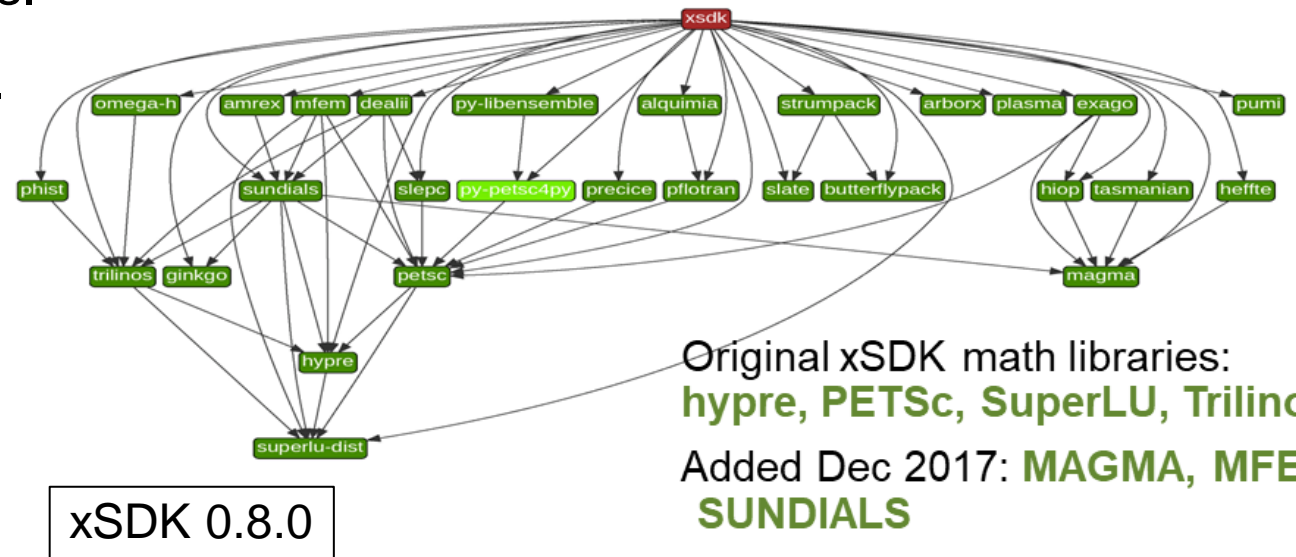 xsdk
omega-h amrex mfem dealii py-libensemble alquimia strumpack arborx plasma exago pumi
phist sundials slepc py-petsc4py precice pflotran slate butterflypack hiop tasmanian heffte
trilinos ginkgo petsc magma
hypre
Original xSDK math libraries:
hypre, PETSc, SuperLU,
superlu-dist
Added Dec 2017: MAGMA,
SUNDIALS
xSDK 0.8.0